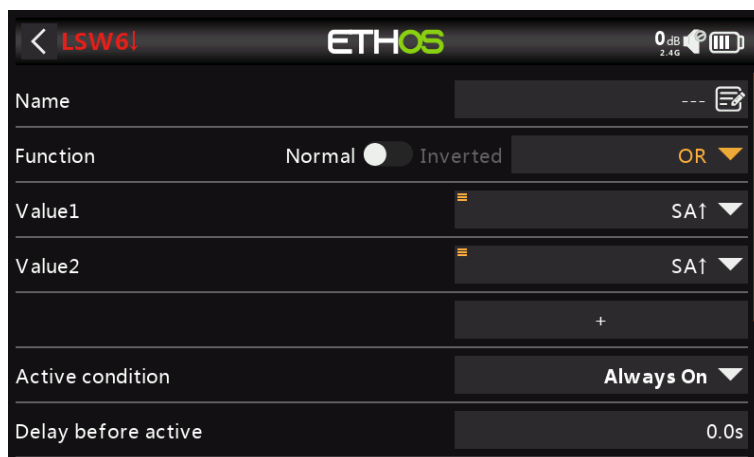 LSW6↓ ETHOS 0dB 2.4G
Name ---
Function Normal Inverted OR
Value1 SA↑
Value2 SA↑
+
Active condition Always On
Delay before active 0.0s